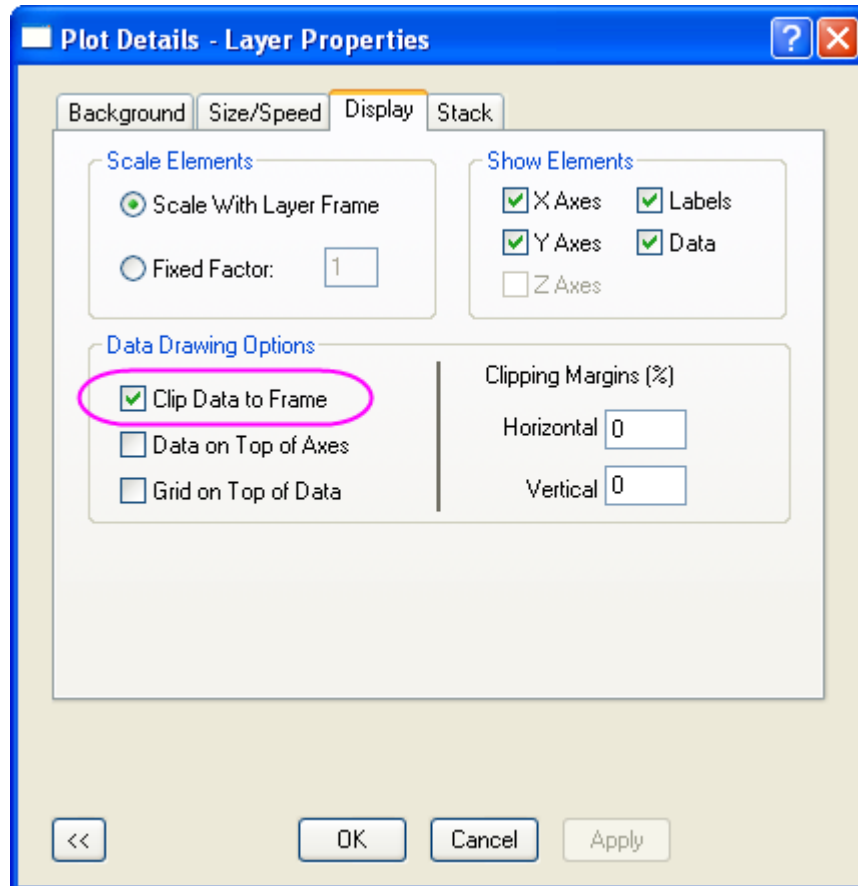 Plot Details - Layer Properties
?
Background Size/Speed Display Stack
Scale Elements
Scale With Layer Frame
Fixed Factor: 1
Show Elements
X Axes Labels
Y Axes Data
Z Axes
Data Drawing Options
Clip Data to Frame
Data on Top of Axes
Grid on Top of Data
Clipping Margins (%)
Horizontal 0
Vertical 0
<< OK Cancel Apply